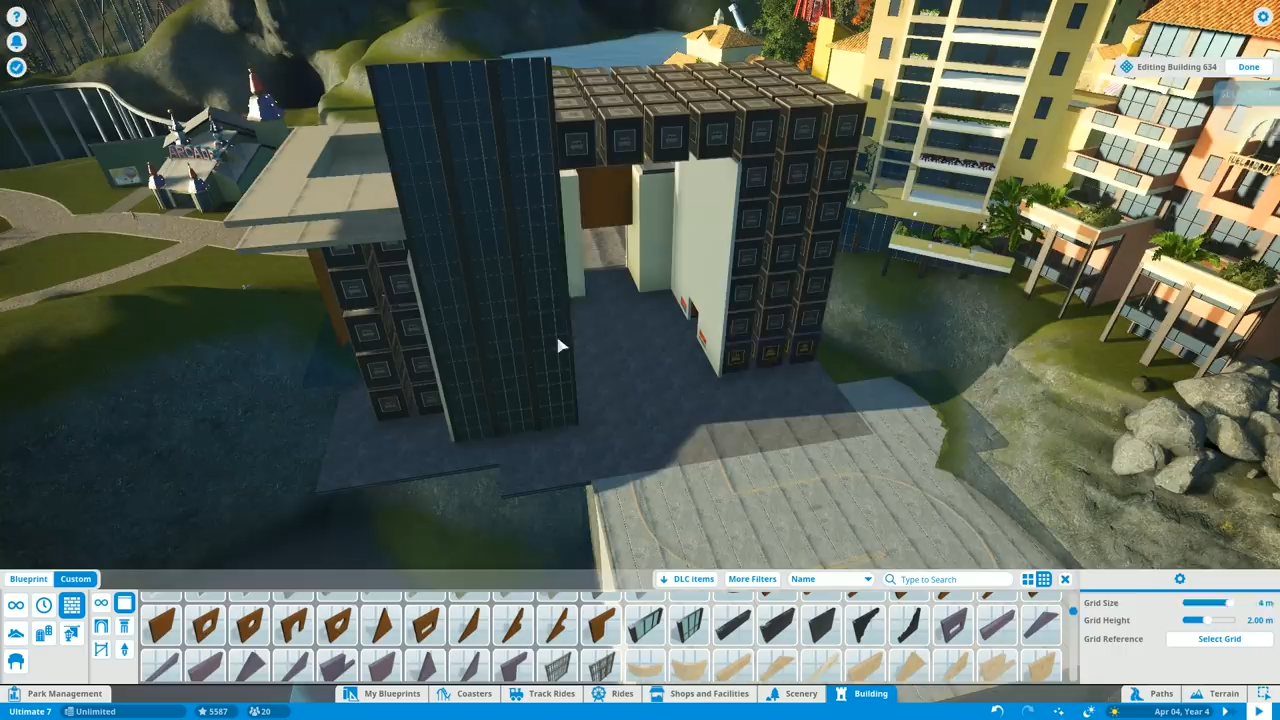 Editing Building 634
Done
Blueprint
Custom
DLC items
More Filters
Name
Type to Search
Grid Size
4 m
Grid Height
2.00 m
Grid Reference
Select Grid
Park Management
My Blueprints
Coasters
Track Rides
Rides
Shops and Facilities
Scenery
Building
Paths
Terrain
Ultimate 7
Unlimited
5587
20
Apr 04, Year 4